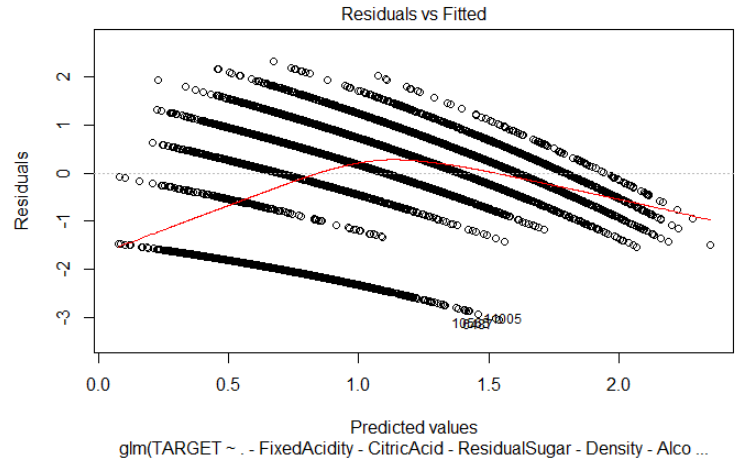 Residuals vs Fitted
Residuals
2
1
0
-1
-2
-3
0.0 0.5 1.0 1.5 2.0
Predicted values
glm(TARGET ~ . - FixedAcidity - CitricAcid - ResidualSugar - Density - Alco ...